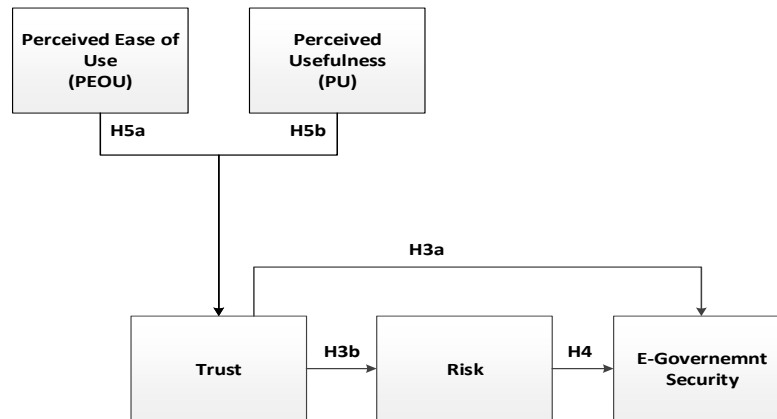 Perceived Ease of
Use
(PEOU)
Perceived
Usefulness
(PU)
H5a
H5b
H3a
Trust
H3b
Risk
H4
E-Governemnt
Security